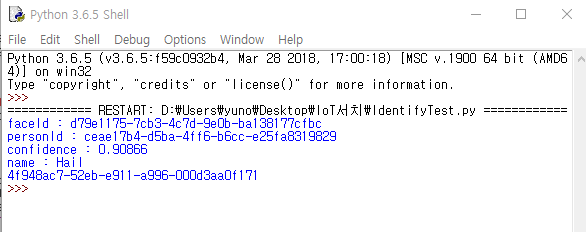 Python 3.6.5 Shell
File Edit Shell Debug Options Window Help
Python 3.6.5 (v3.6.5:f59c0932b4, Mar 28 2018, 17:00:18) [MSC v.1900 64 bit (AMD6
4)] on win32
Type "copyright", "credits" or "license()" for more information.
>>>
=========== RESTART: D:₩Users₩yuno₩Desktop₩IoT서치₩IdentifyTest.py ===========
faceId : d79e1175-7cb3-4c7d-9e0b-ba138177cfbc
personId : ceae17b4-d5ba-4ff6-b6cc-e25fa8319829
confidence : 0.90866
name : Hail
4f948ac7-52eb-e911-a996-000d3aa0f171
>>>